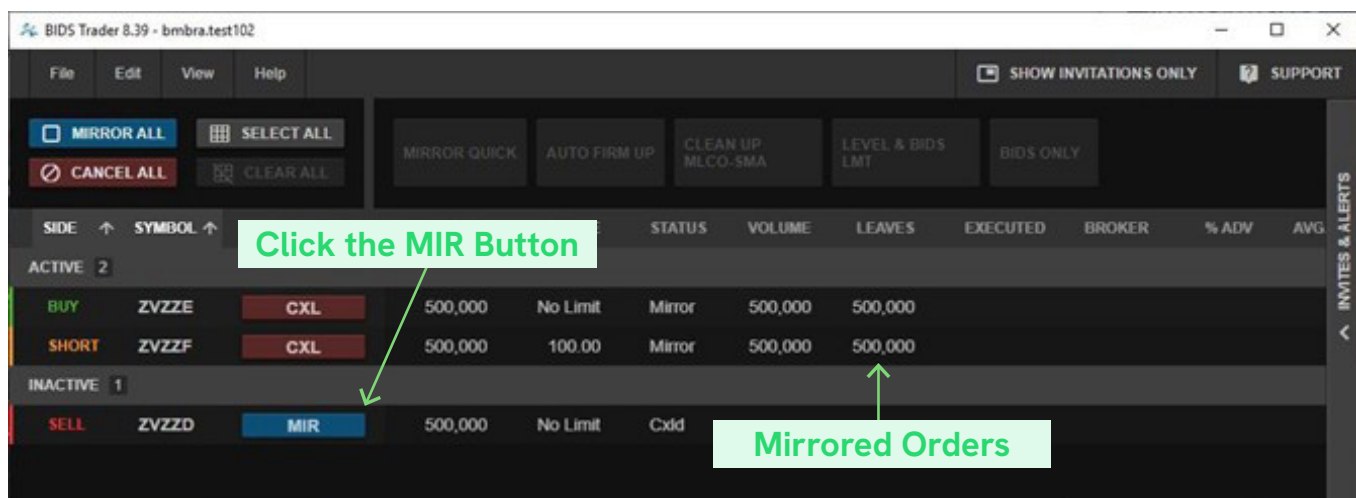 BIDS Trader 8.39 - bmbra.test102
File Edit View Help SHOW INVITATIONS ONLY SUPPORT
MIRROR ALL SELECT ALL
CANCEL ALL CLEAR ALL
MIRROR QUICK AUTO FIRM UP CLEAN UP MLCO-SMA LEVEL & BIDS LMT BIDS ONLY
SIDE SYMBOL STATUS VOLUME LEAVES EXECUTED BROKER % ADV AVG
Click the MIR Button
ACTIVE 2
BUY ZVZZE CXL 500,000 No Limit Mirror 500,000 500,000
SHORT ZVZZF CXL 500,000 100.00 Mirror 500,000 500,000
INACTIVE 1
SELL ZVZZD MIR 500,000 No Limit Cxld
Mirrored Orders
INVITES & ALERTS